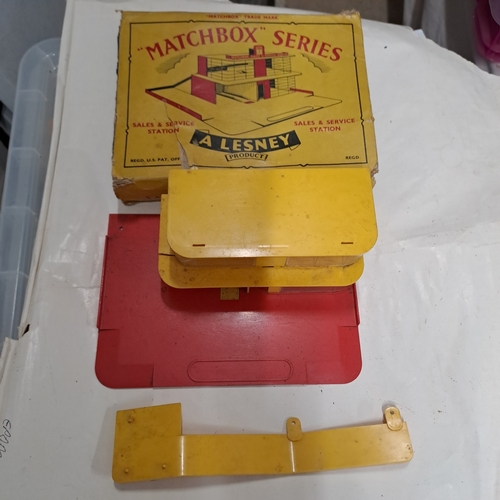 "MATCHBOX" TRADE MARK
"MATCHBOX" SERIES
SALES & SERVICE
STATION
SALES & SERVICE
STATION
A LESNEY
PRODUCT
REGD. U.S. PAT. OFF.
REGD.